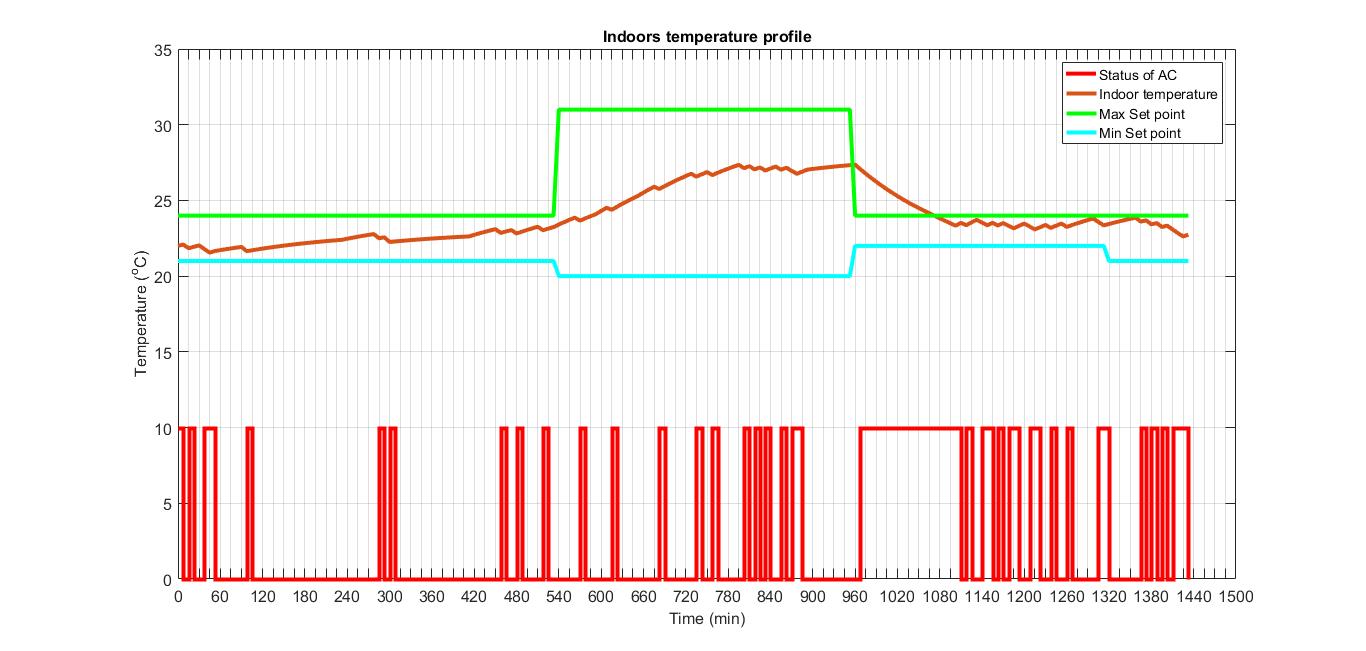 Indoors temperature profile
Status of AC
Indoor temperature
Max Set point
Min Set point
Temperature (°C)
35
30
25
20
15
10
5
0
0 60 120 180 240 300 360 420 480 540 600 660 720 780 840 900 960 1020 1080 1140 1200 1260 1320 1380 1440 1500
Time (min)